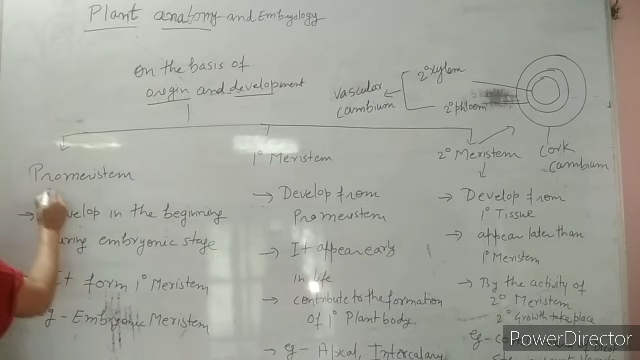 Plant anatomy and Embryology
on the basis of
origin and development
vascular
cambium
2° xylem
2° phloem
cork
cambium
Promeristem
in the beginning
embryonic stage
form 1° Meristem
Embryonic Meristem
1° Meristem
→ Develop from
Promeristem
→ It appear early
in life
→ contribute to the formation
of 1° Plant body.
→ eg - Apical, Intercalary
2° Meristem
→ Develop from
1° Tissue
→ appear later than
1° Meristem
→ By the activity of
2° Meristem
2° Growth take place
eg -
PowerDirector